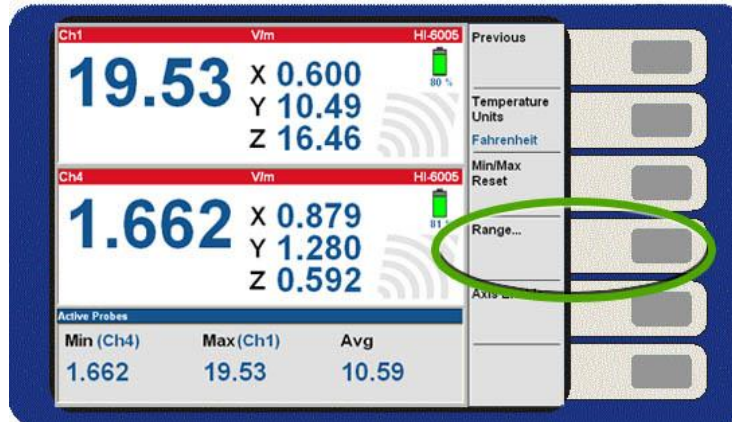 Ch1 V/m HI-6005
19.53
X 0.600
Y 10.49
Z 16.46
80 %
Ch4 V/m HI-6005
1.662
X 0.879
Y 1.280
Z 0.592
Active Probes
Min (Ch4) Max (Ch1) Avg
1.662 19.53 10.59
Previous
Temperature
Units
Fahrenheit
Min/Max
Reset
Range...
Axis